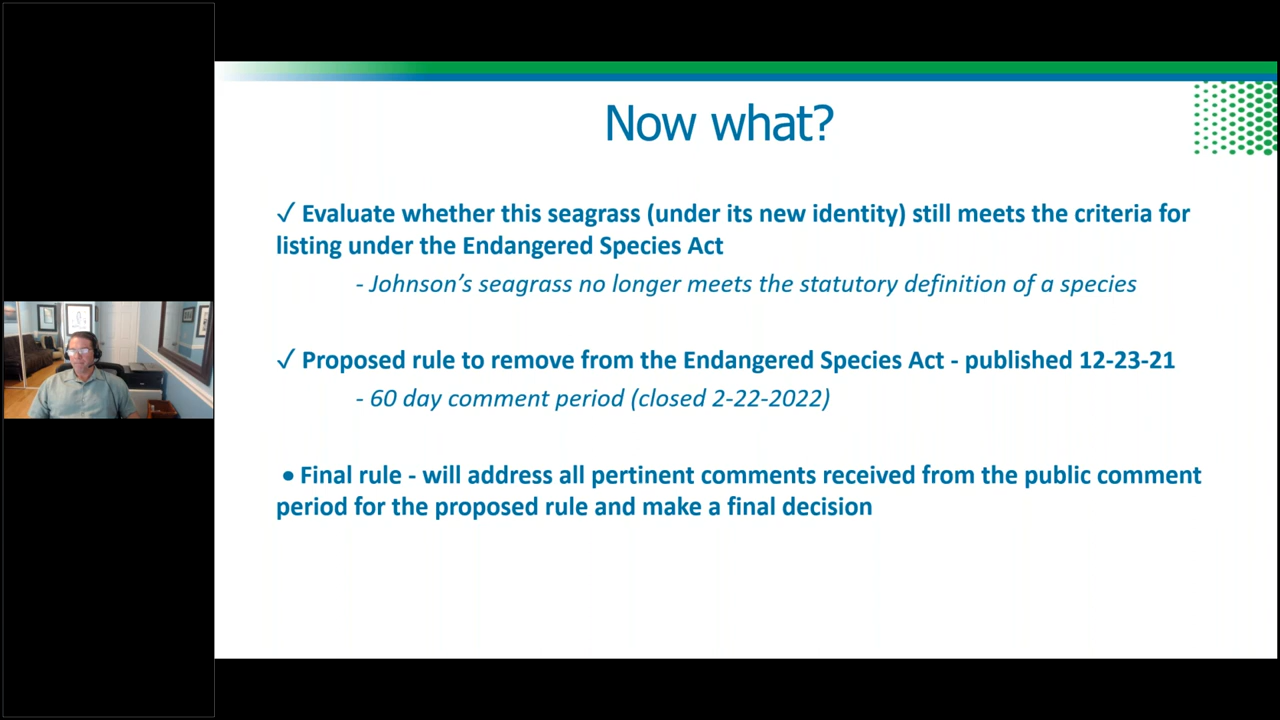 Now what?
✓ Evaluate whether this seagrass (under its new identity) still meets the criteria for
listing under the Endangered Species Act
- Johnson's seagrass no longer meets the statutory definition of a species
✓ Proposed rule to remove from the Endangered Species Act - published 12-23-21
- 60 day comment period (closed 2-22-2022)
● Final rule - will address all pertinent comments received from the public comment
period for the proposed rule and make a final decision